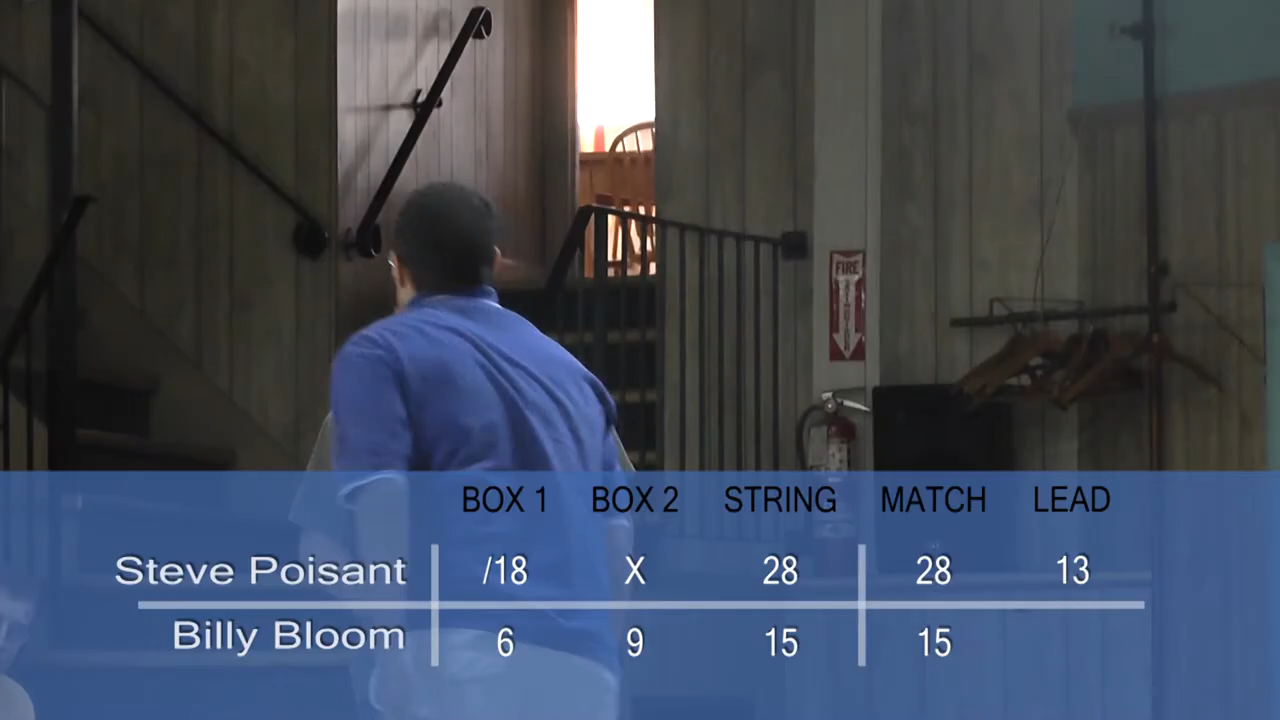 FIRE
BOX 1 BOX 2 STRING MATCH LEAD
Steve Poisant /18 X 28 28 13
Billy Bloom 6 9 15 15